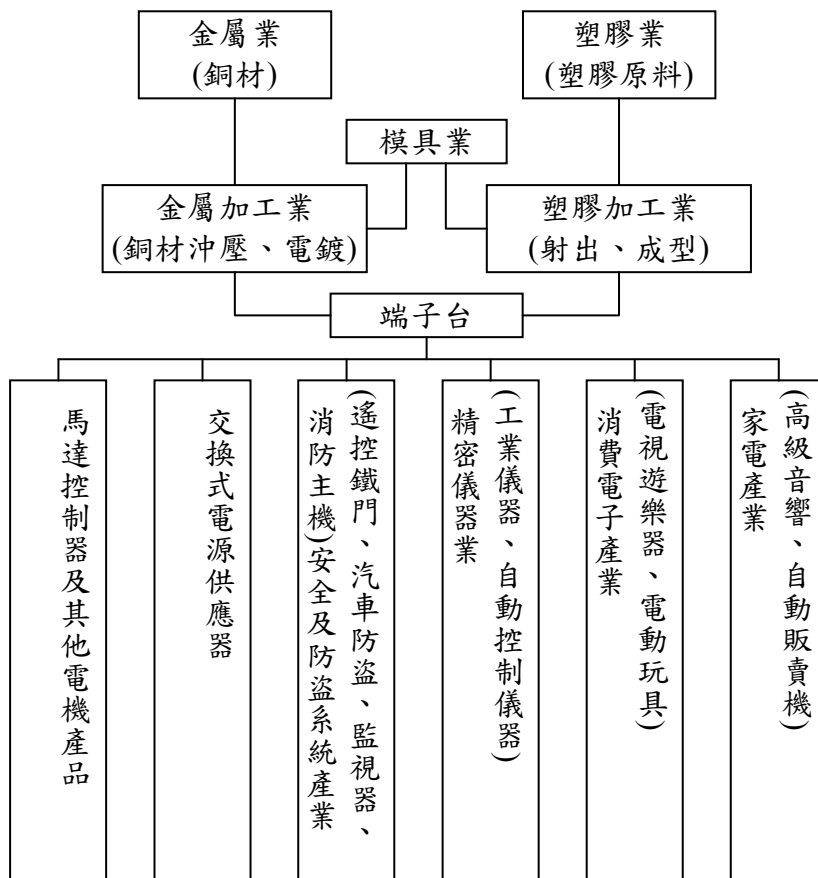 金屬業
(銅材)
塑膠業
(塑膠原料)
模具業
金屬加工業
(銅材沖壓、電鍍)
塑膠加工業
(射出、成型)
端子台
馬達控制器及其他電機產品
交換式電源供應器
(遙控鐵門、汽車防盜、監視器、
消防主機)安全及防盜系統產業
(工業儀器、自動控制儀器)
精密儀器業
(電視遊樂器、電動玩具)
消費電子產業
(高級音響、自動販賣機)
家電產業